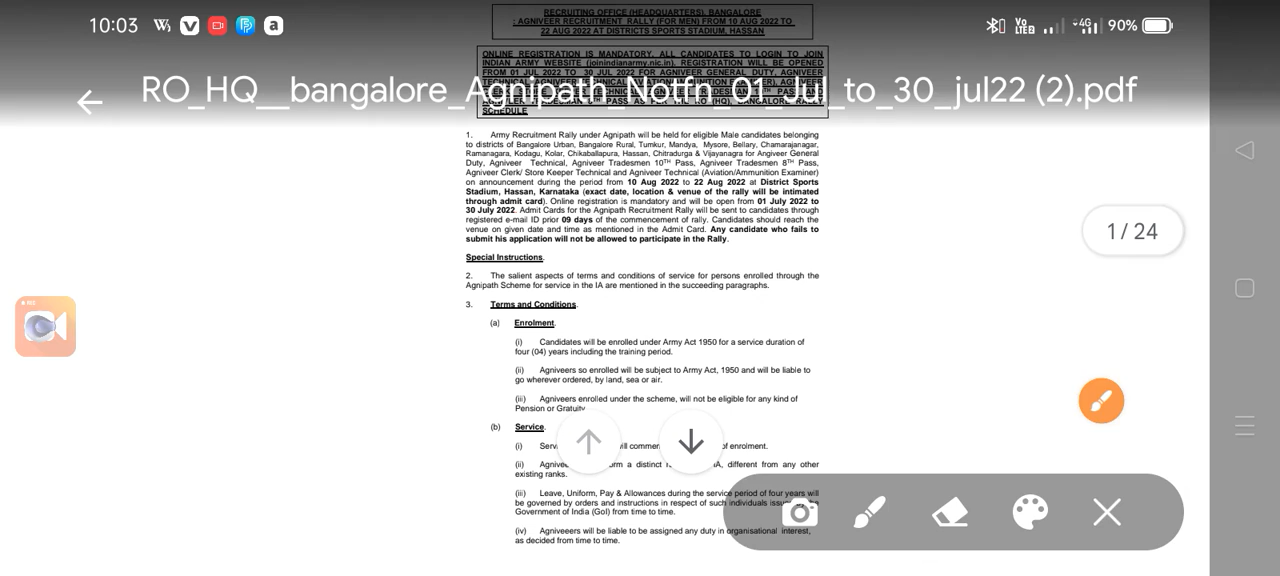 10:03
Vo
LTE
4G
90%
RECRUITING OFFICE (HEADQUARTERS), BANGALORE
: AGNIVEER RECRUITMENT RALLY (FOR MEN) FROM 10 AUG 2022 TO
22 AUG 2022 AT DISTRICTS SPORTS STADIUM, HASSAN
ONLINE REGISTRATION IS MANDATORY. ALL CANDIDATES TO LOGIN TO JOIN
INDIAN ARMY WEBSITE (joinindianarmy.nic.in). REGISTRATION WILL BE OPENED
FROM 01 JUL 2022 TO 30 JUL 2022 FOR AGNIVEER GENERAL DUTY, AGNIVEER
SCHEDULE
RO_HQ__bangalore_Agnipath_Notfn_01_Jul_to_30_jul22 (2).pdf
1. Army Recruitment Rally under Agnipath will be held for eligible Male candidates belonging
to districts of Bangalore Urban, Bangalore Rural, Tumkur, Mandya, Mysore, Bellary, Chamarajanagar,
Ramanagara, Kodagu, Kolar, Chikaballapura, Hassan, Chitradurga & Vijayanagra for Angiveer General
Duty, Agniveer Technical, Agniveer Tradesmen 10TH Pass, Agniveer Tradesmen 8TH Pass,
Agniveer Clerk/ Store Keeper Technical and Agniveer Technical (Aviation/Ammunition Examiner)
on announcement during the period from 10 Aug 2022 to 22 Aug 2022 at District Sports
Stadium, Hassan, Karnataka (exact date, location & venue of the rally will be intimated
through admit card). Online registration is mandatory and will be open from 01 July 2022 to
30 July 2022. Admit Cards for the Agnipath Recruitment Rally will be sent to candidates through
registered e-mail ID prior 09 days of the commencement of rally. Candidates should reach the
venue on given date and time as mentioned in the Admit Card. Any candidate who fails to
submit his application will not be allowed to participate in the Rally.
1 / 24
Special Instructions.
2. The salient aspects of terms and conditions of service for persons enrolled through the
Agnipath Scheme for service in the IA are mentioned in the succeeding paragraphs.
3. Terms and Conditions.
(a) Enrolment.
(i) Candidates will be enrolled under Army Act 1950 for a service duration of
four (04) years including the training period.
(ii) Agniveers so enrolled will be subject to Army Act, 1950 and will be liable to
go wherever ordered, by land, sea or air.
(iii) Agniveers enrolled under the scheme, will not be eligible for any kind of
Pension or Gratuity
(b) Service.
(i) of enrolment.
(ii) a distinct IA, different from any other
existing ranks.
(iii) Leave, Uniform, Pay & Allowances during the service period of four years will
be governed by orders and instructions in respect of such individuals issued by the
Government of India (GoI) from time to time.
(iv) Agniveeers will be liable to be assigned any duty in organisational interest,
as decided from time to time.